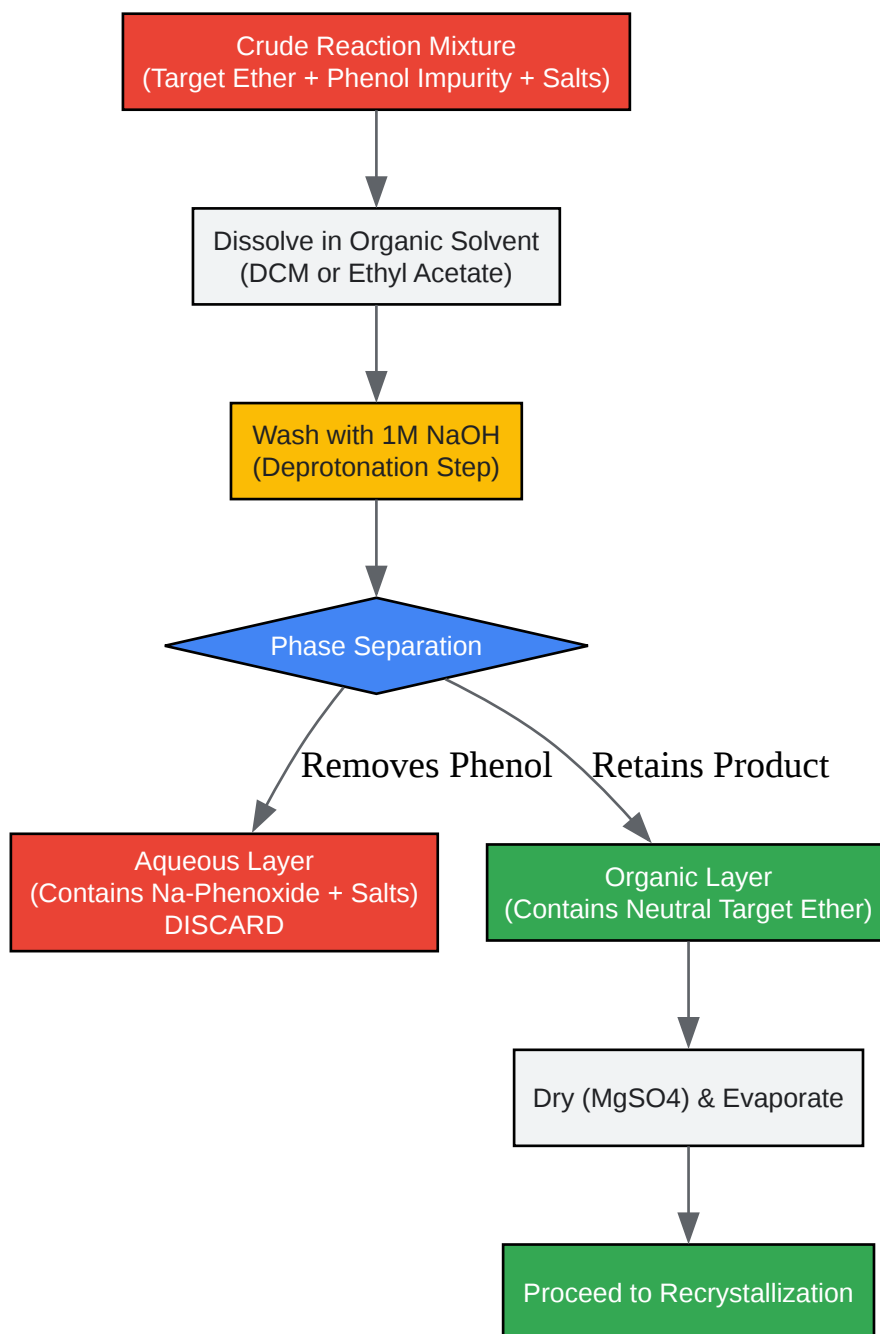 Crude Reaction Mixture
(Target Ether + Phenol Impurity + Salts)
Dissolve in Organic Solvent
(DCM or Ethyl Acetate)
Wash with 1M NaOH
(Deprotonation Step)
Phase Separation
Removes Phenol
Retains Product
Aqueous Layer
(Contains Na-Phenoxide + Salts)
DISCARD
Organic Layer
(Contains Neutral Target Ether)
Dry (MgSO4) & Evaporate
Proceed to Recrystallization